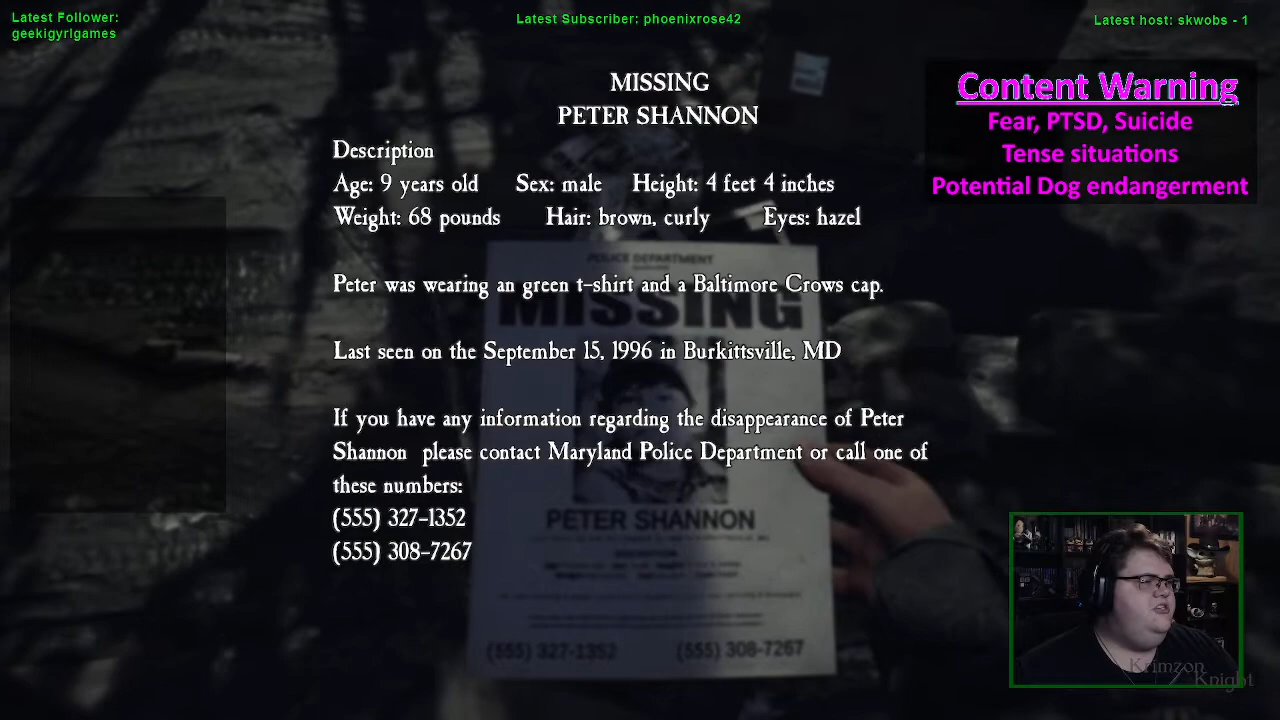 Latest Follower:
geekigyrlgames
Latest Subscriber: phoenixrose42
Latest host: skwobs - 1
Content Warning
Fear, PTSD, Suicide
Tense situations
Potential Dog endangerment
MISSING
PETER SHANNON
Description
Age: 9 years old Sex: male Height: 4 feet 4 inches
Weight: 68 pounds Hair: brown, curly Eyes: hazel
Peter was wearing an green t-shirt and a Baltimore Crows cap.
Last seen on the September 15, 1996 in Burkittsville, MD
If you have any information regarding the disappearance of Peter
Shannon please contact Maryland Police Department or call one of
these numbers:
(555) 327-1352
(555) 308-7267
POLICE DEPARTMENT
MISSING
PETER SHANNON
(555) 327-1352 (555) 308-7267
Krimzon
Knight